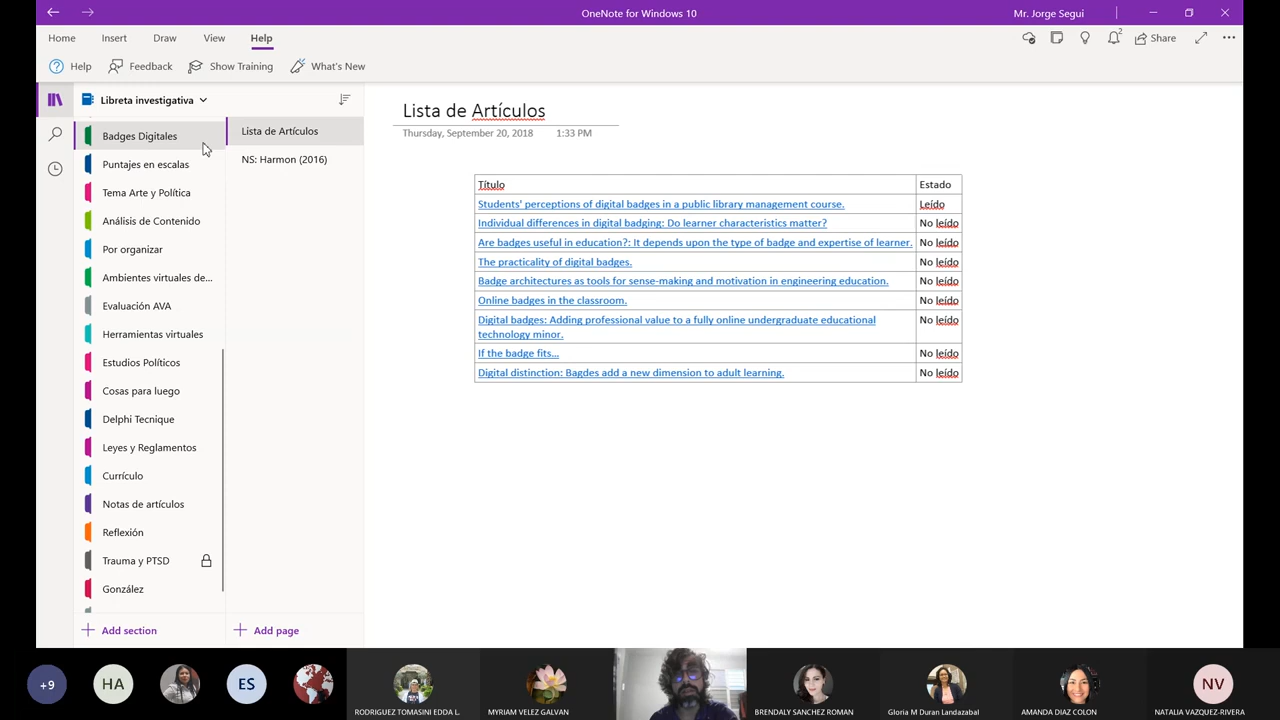 OneNote for Windows 10
Mr. Jorge Segui
Home
Insert
Draw
View
Help
2
Share
Help
Feedback
Show Training
What's New
Libreta investigativa
Badges Digitales
Puntajes en escalas
Tema Arte y Política
Análisis de Contenido
Por organizar
Ambientes virtuales de...
Evaluación AVA
Herramientas virtuales
Estudios Políticos
Cosas para luego
Delphi Tecnique
Leyes y Reglamentos
Currículo
Notas de artículos
Reflexión
Trauma y PTSD
González
Add section
Lista de Artículos
NS: Harmon (2016)
Add page
Lista de Artículos
Thursday, September 20, 2018 1:33 PM
Título Estado
Students' perceptions of digital badges in a public library management course. Leído
Individual differences in digital badging: Do learner characteristics matter? No leído
Are badges useful in education?: It depends upon the type of badge and expertise of learner. No leído
The practicality of digital badges. No leído
Badge architectures as tools for sense-making and motivation in engineering education. No leído
Online badges in the classroom. No leído
Digital badges: Adding professional value to a fully online undergraduate educational No leído
technology minor.
If the badge fits... No leído
Digital distinction: Bagdes add a new dimension to adult learning. No leído
+9
HA
ES
RODRIGUEZ TOMASINI EDDA L.
MYRIAM VELEZ GALVAN
BRENDALY SANCHEZ ROMAN
Gloria M Duran Landazabal
AMANDA DIAZ COLON
NV
NATALIA VAZQUEZ-RIVERA